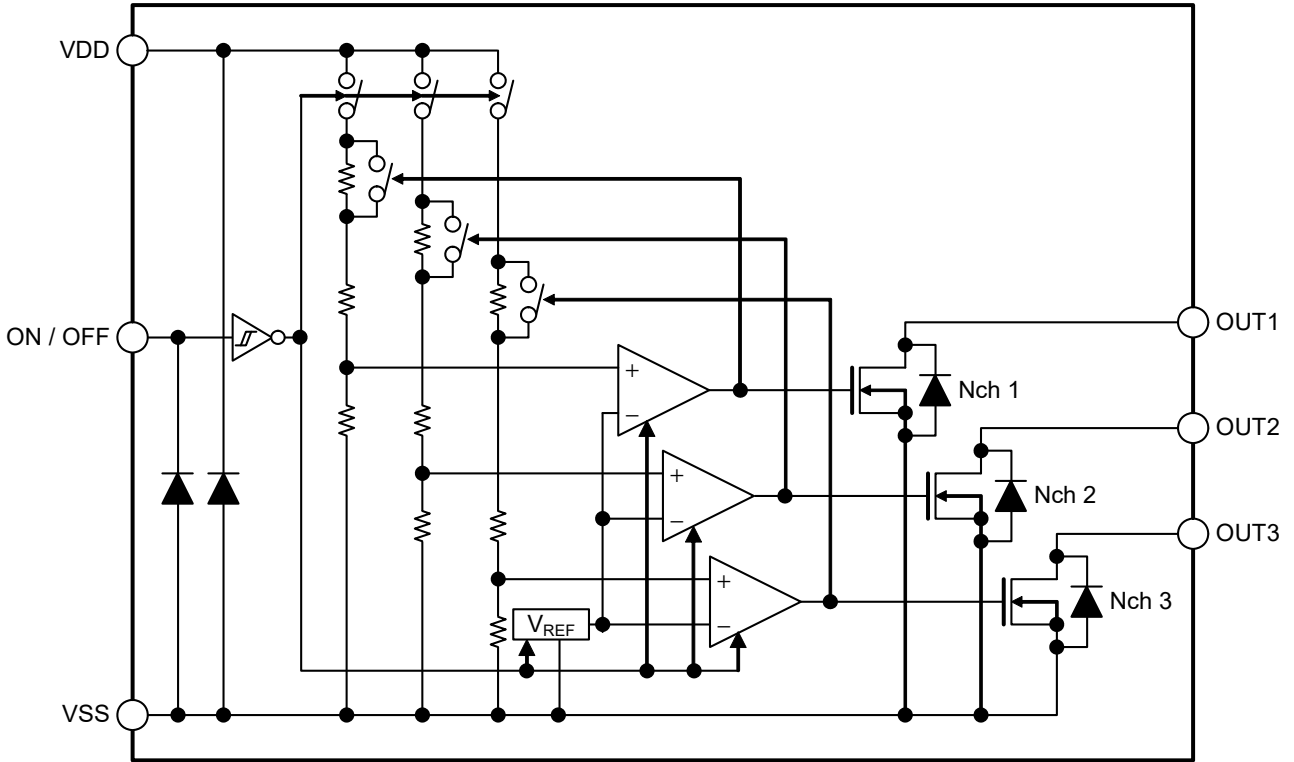 VDD
ON / OFF
OUT1
+
−
Nch 1
OUT2
+
−
Nch 2
OUT3
+
−
Nch 3
VREF
VSS